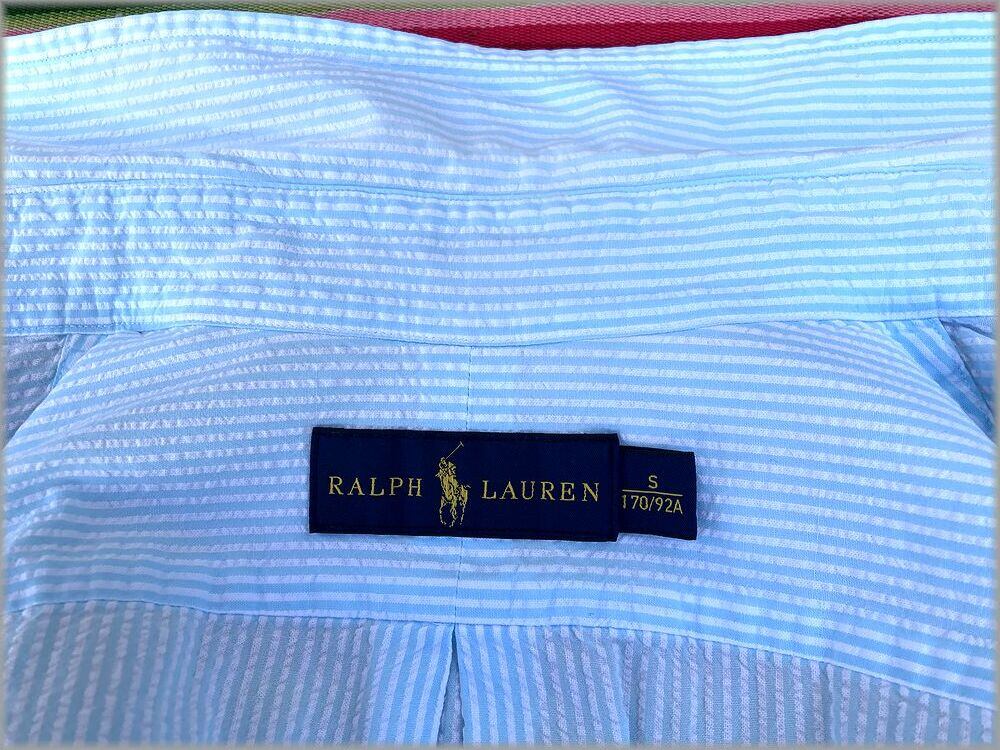 RALPH LAUREN
S
170/92A